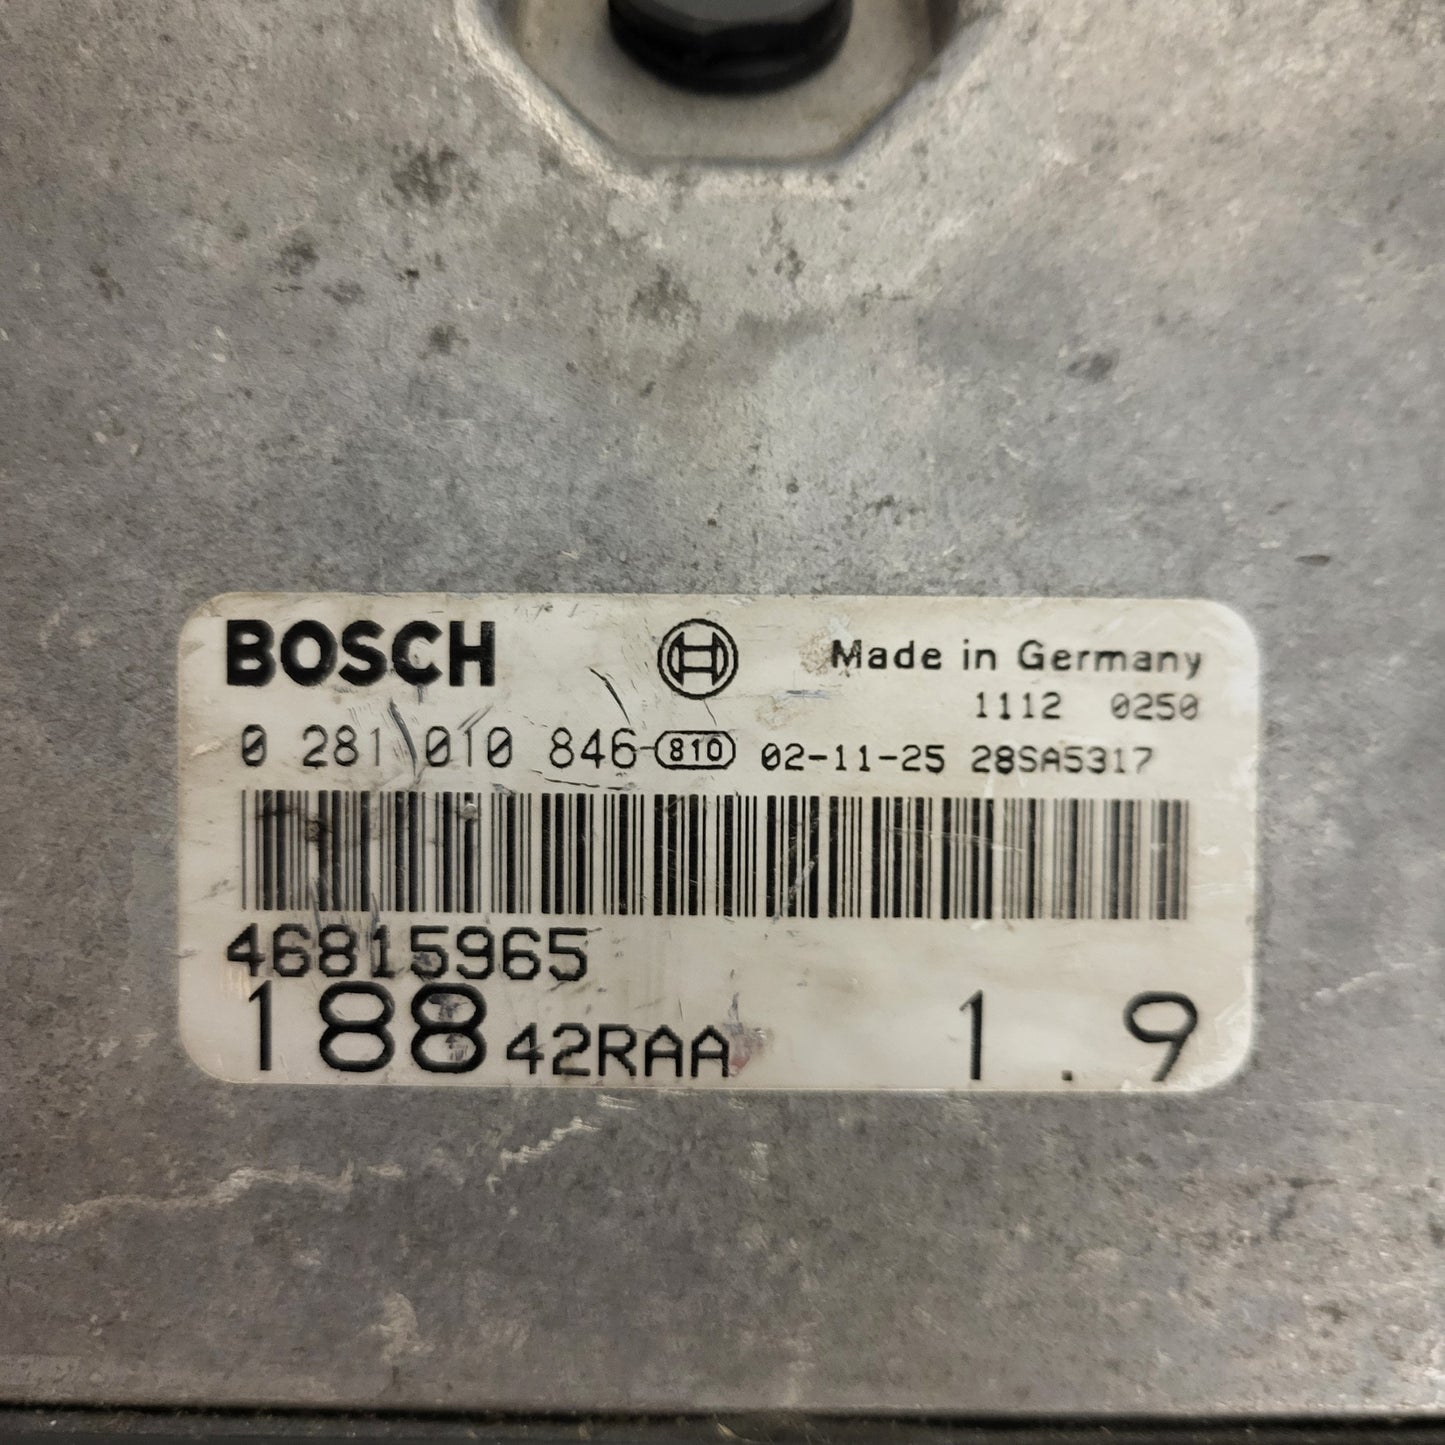 BOSCH
Made in Germany
1112 0250
0 281 010 846 810 02-11-25 28SA5317
46815965
188 42RAA 1.9